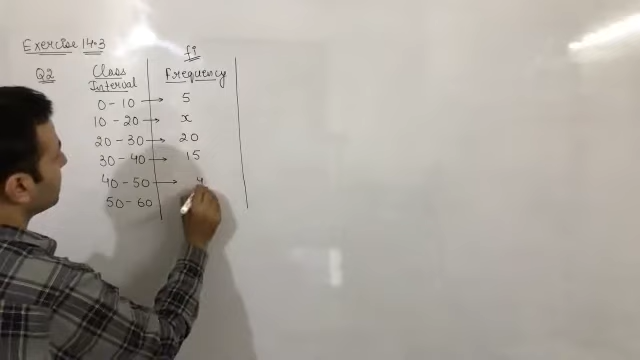 Exercise 14.3
fi
Q2 Class Interval Frequency
0 - 10 → 5
10 - 20 → x
20 - 30 → 20
30 - 40 → 15
40 - 50 → y
50 - 60